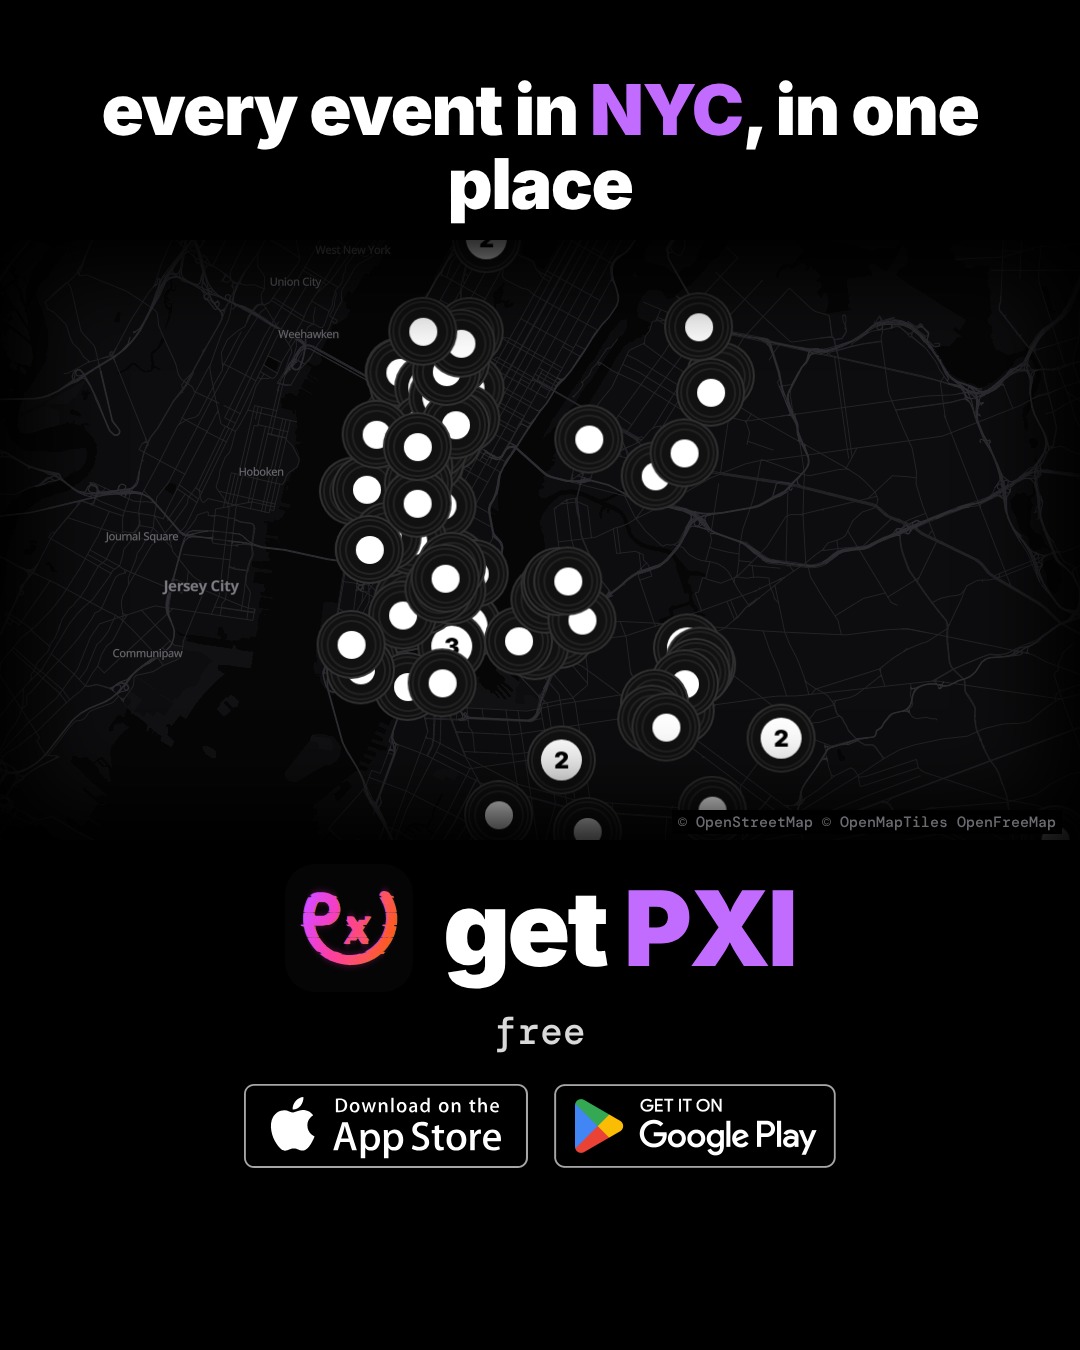 every event in NYC, in one
place
2
West New York
Union City
Weehawken
Hoboken
Journal Square
Jersey City
3
Communipaw
2
2
© OpenStreetMap © OpenMapTiles OpenFreeMap
Px
get PXI
free
Download on the
App Store
GET IT ON
Google Play